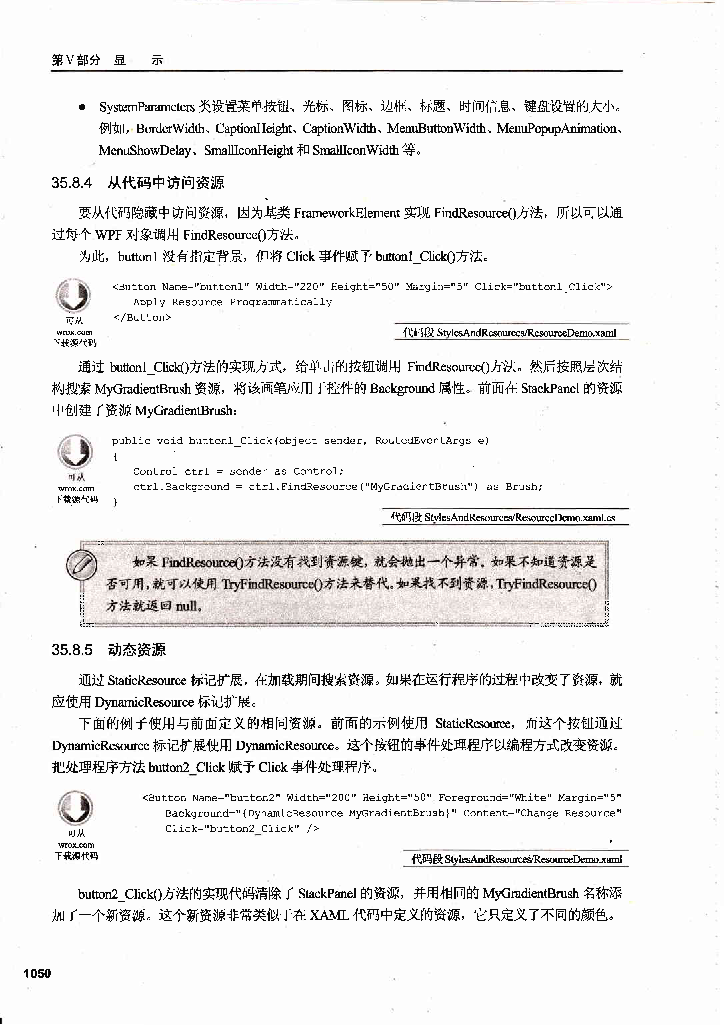 第Ⅴ部分 显 示
● SystemParameters 类设置菜单按钮、光标、图标、边框、标题、时间信息、键盘设置的大小。
例如，BorderWidth、CaptionHeight、CaptionWidth、MenuButtonWidth、MenuPopupAnimation、
MenuShowDelay、SmallIconHeight 和 SmallIconWidth 等。
35.8.4 从代码中访问资源
要从代码隐藏中访问资源，因为基类 FrameworkElement 实现 FindResource()方法，所以可以通
过每个 WPF 对象调用 FindResource()方法。
为此，button1 没有指定背景，但将 Click 事件赋予 button1_Click()方法。
<Button Name="button1" Width="220" Height="50" Margin="5" Click="button1_Click">
Apply Resource Programmatically
</Button>
可从
wrox.com
下载源代码
代码段 StylesAndResources/ResourceDemo.xaml
通过 button1_Click()方法的实现方式，给单击的按钮调用 FindResource()方法。然后按照层次结
构搜索 MyGradientBrush 资源，将该画笔应用于控件的 Background 属性。前面在 StackPanel 的资源
中创建了资源 MyGradientBrush：
public void button1_Click(object sender, RoutedEventArgs e)
{
Control ctrl = sender as Control;
ctrl.Background = ctrl.FindResource("MyGradientBrush") as Brush;
}
可从
wrox.com
下载源代码
代码段 StylesAndResources/ResourceDemo.xaml.cs
如果 FindResource()方法没有找到资源键，就会抛出一个异常。如果不知道资源是
否可用，就可以使用 TryFindResource()方法来替代。如果找不到资源，TryFindResource()
方法就返回 null。
35.8.5 动态资源
通过 StaticResource 标记扩展，在加载期间搜索资源。如果在运行程序的过程中改变了资源，就
应使用 DynamicResource 标记扩展。
下面的例子使用与前面定义的相同资源。前面的示例使用 StaticResource，而这个按钮通过
DynamicResource 标记扩展使用 DynamicResource。这个按钮的事件处理程序以编程方式改变资源。
把处理程序方法 button2_Click 赋予 Click 事件处理程序。
<Button Name="button2" Width="200" Height="50" Foreground="White" Margin="5"
Background="{DynamicResource MyGradientBrush}" Content="Change Resource"
Click="button2_Click" />
可从
wrox.com
下载源代码
代码段 StylesAndResources/ResourceDemo.xaml
button2_Click()方法的实现代码清除了 StackPanel 的资源，并用相同的 MyGradientBrush 名称添
加了一个新资源。这个新资源非常类似于在 XAML 代码中定义的资源，它只定义了不同的颜色。
1050